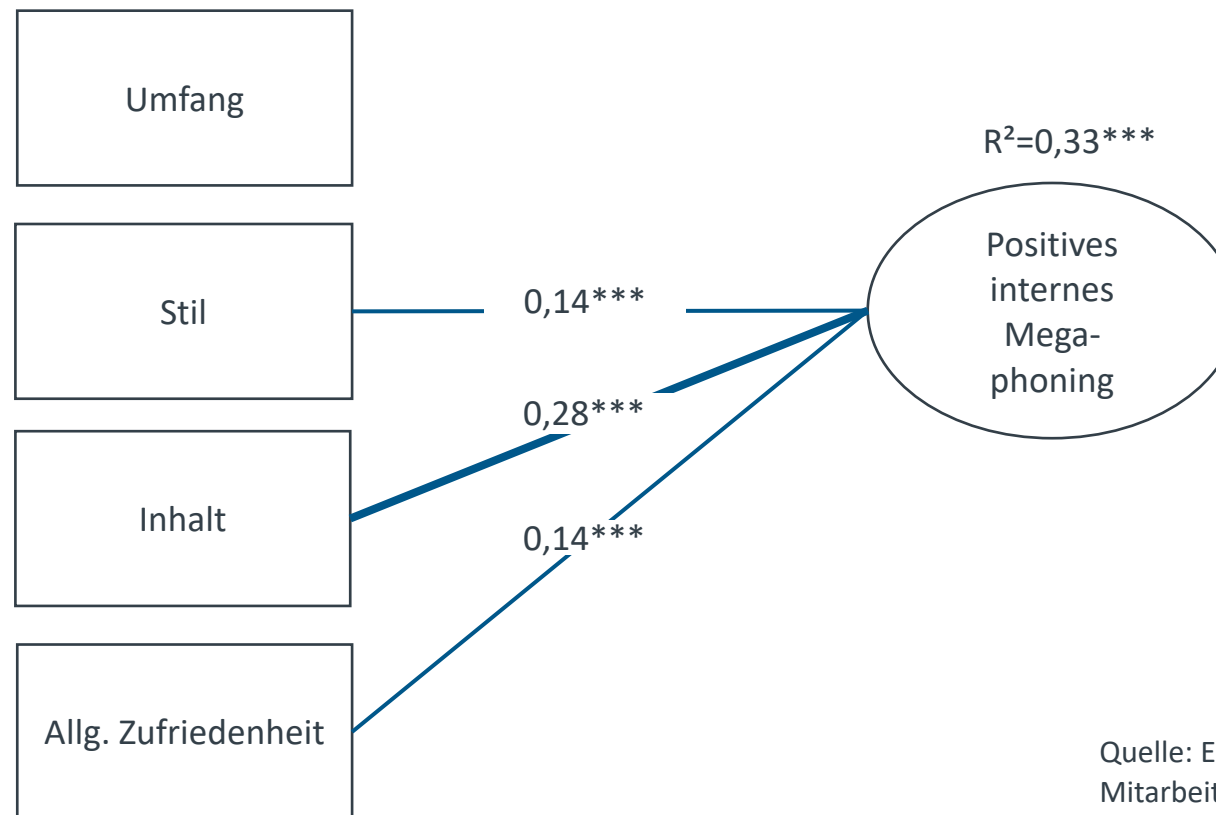 Umfang
R²=0,33***
Positives
internes
Mega-
phoning
Stil
0,14***
0,28***
Inhalt
0,14***
Allg. Zufriedenheit
Quelle: E
Mitarbeit